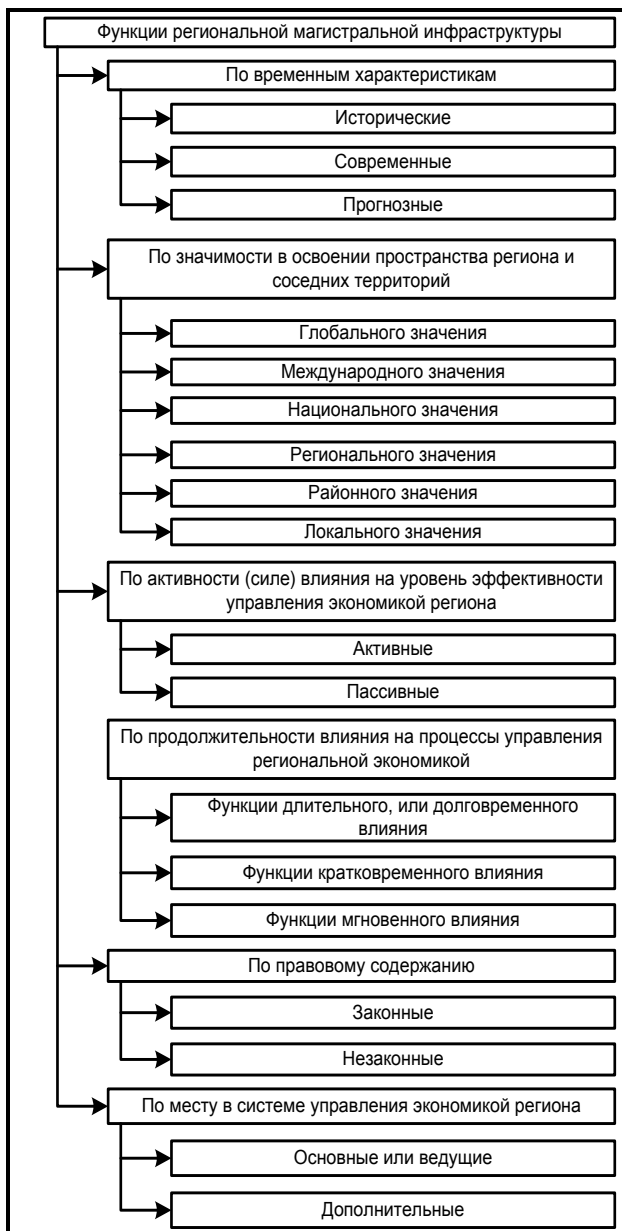 Функции региональной магистральной инфраструктуры
По временным характеристикам
Исторические
Современные
Прогнозные
По значимости в освоении пространства региона и
соседних территорий
Глобального значения
Международного значения
Национального значения
Регионального значения
Районного значения
Локального значения
По активности (силе) влияния на уровень эффективности
управления экономикой региона
Активные
Пассивные
По продолжительности влияния на процессы управления
региональной экономикой
Функции длительного, или долговременного
влияния
Функции кратковременного влияния
Функции мгновенного влияния
По правовому содержанию
Законные
Незаконные
По месту в системе управления экономикой региона
Основные или ведущие
Дополнительные